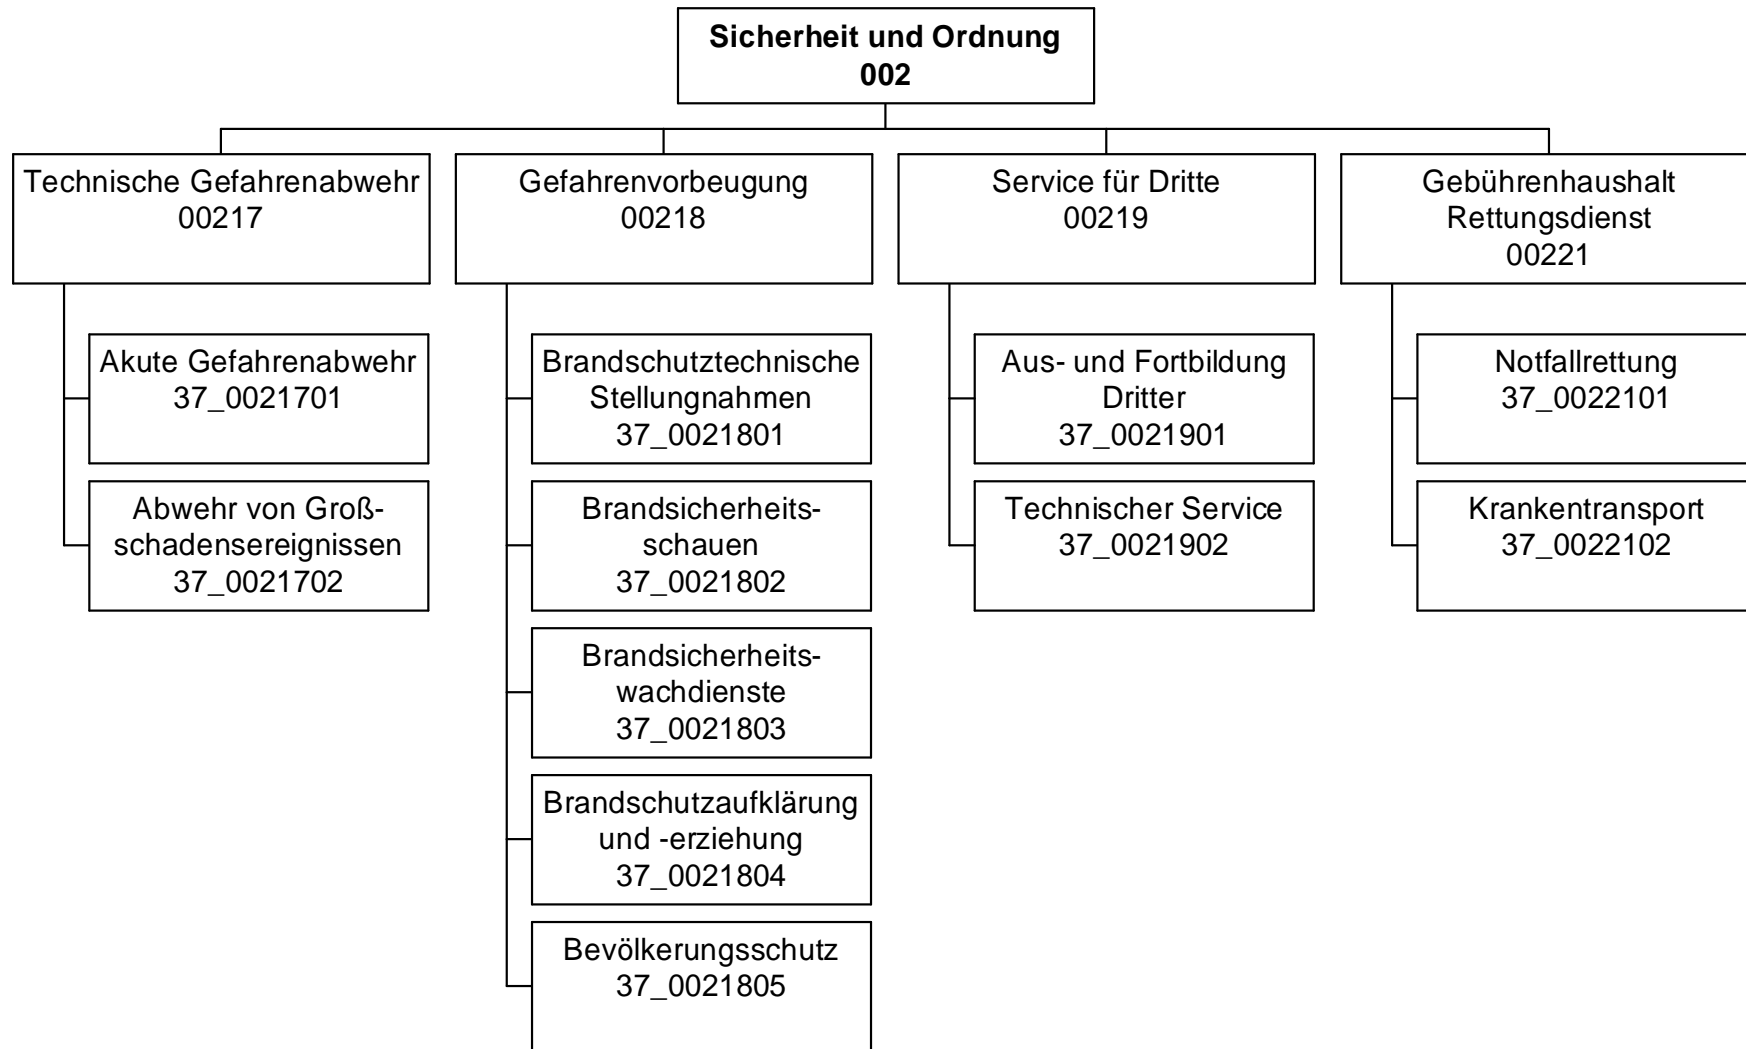 Sicherheit und Ordnung
002
Technische Gefahrenabwehr
00217
Gefahrenvorbeugung
00218
Service für Dritte
00219
Gebührenhaushalt
Rettungsdienst
00221
Akute Gefahrenabwehr
37_0021701
Abwehr von Groß-
schadensereignissen
37_0021702
Brandschutztechnische
Stellungnahmen
37_0021801
Brandsicherheits-
schauen
37_0021802
Brandsicherheits-
wachdienste
37_0021803
Brandschutzaufklärung
und -erziehung
37_0021804
Bevölkerungsschutz
37_0021805
Aus- und Fortbildung
Dritter
37_0021901
Technischer Service
37_0021902
Notfallrettung
37_0022101
Krankentransport
37_0022102